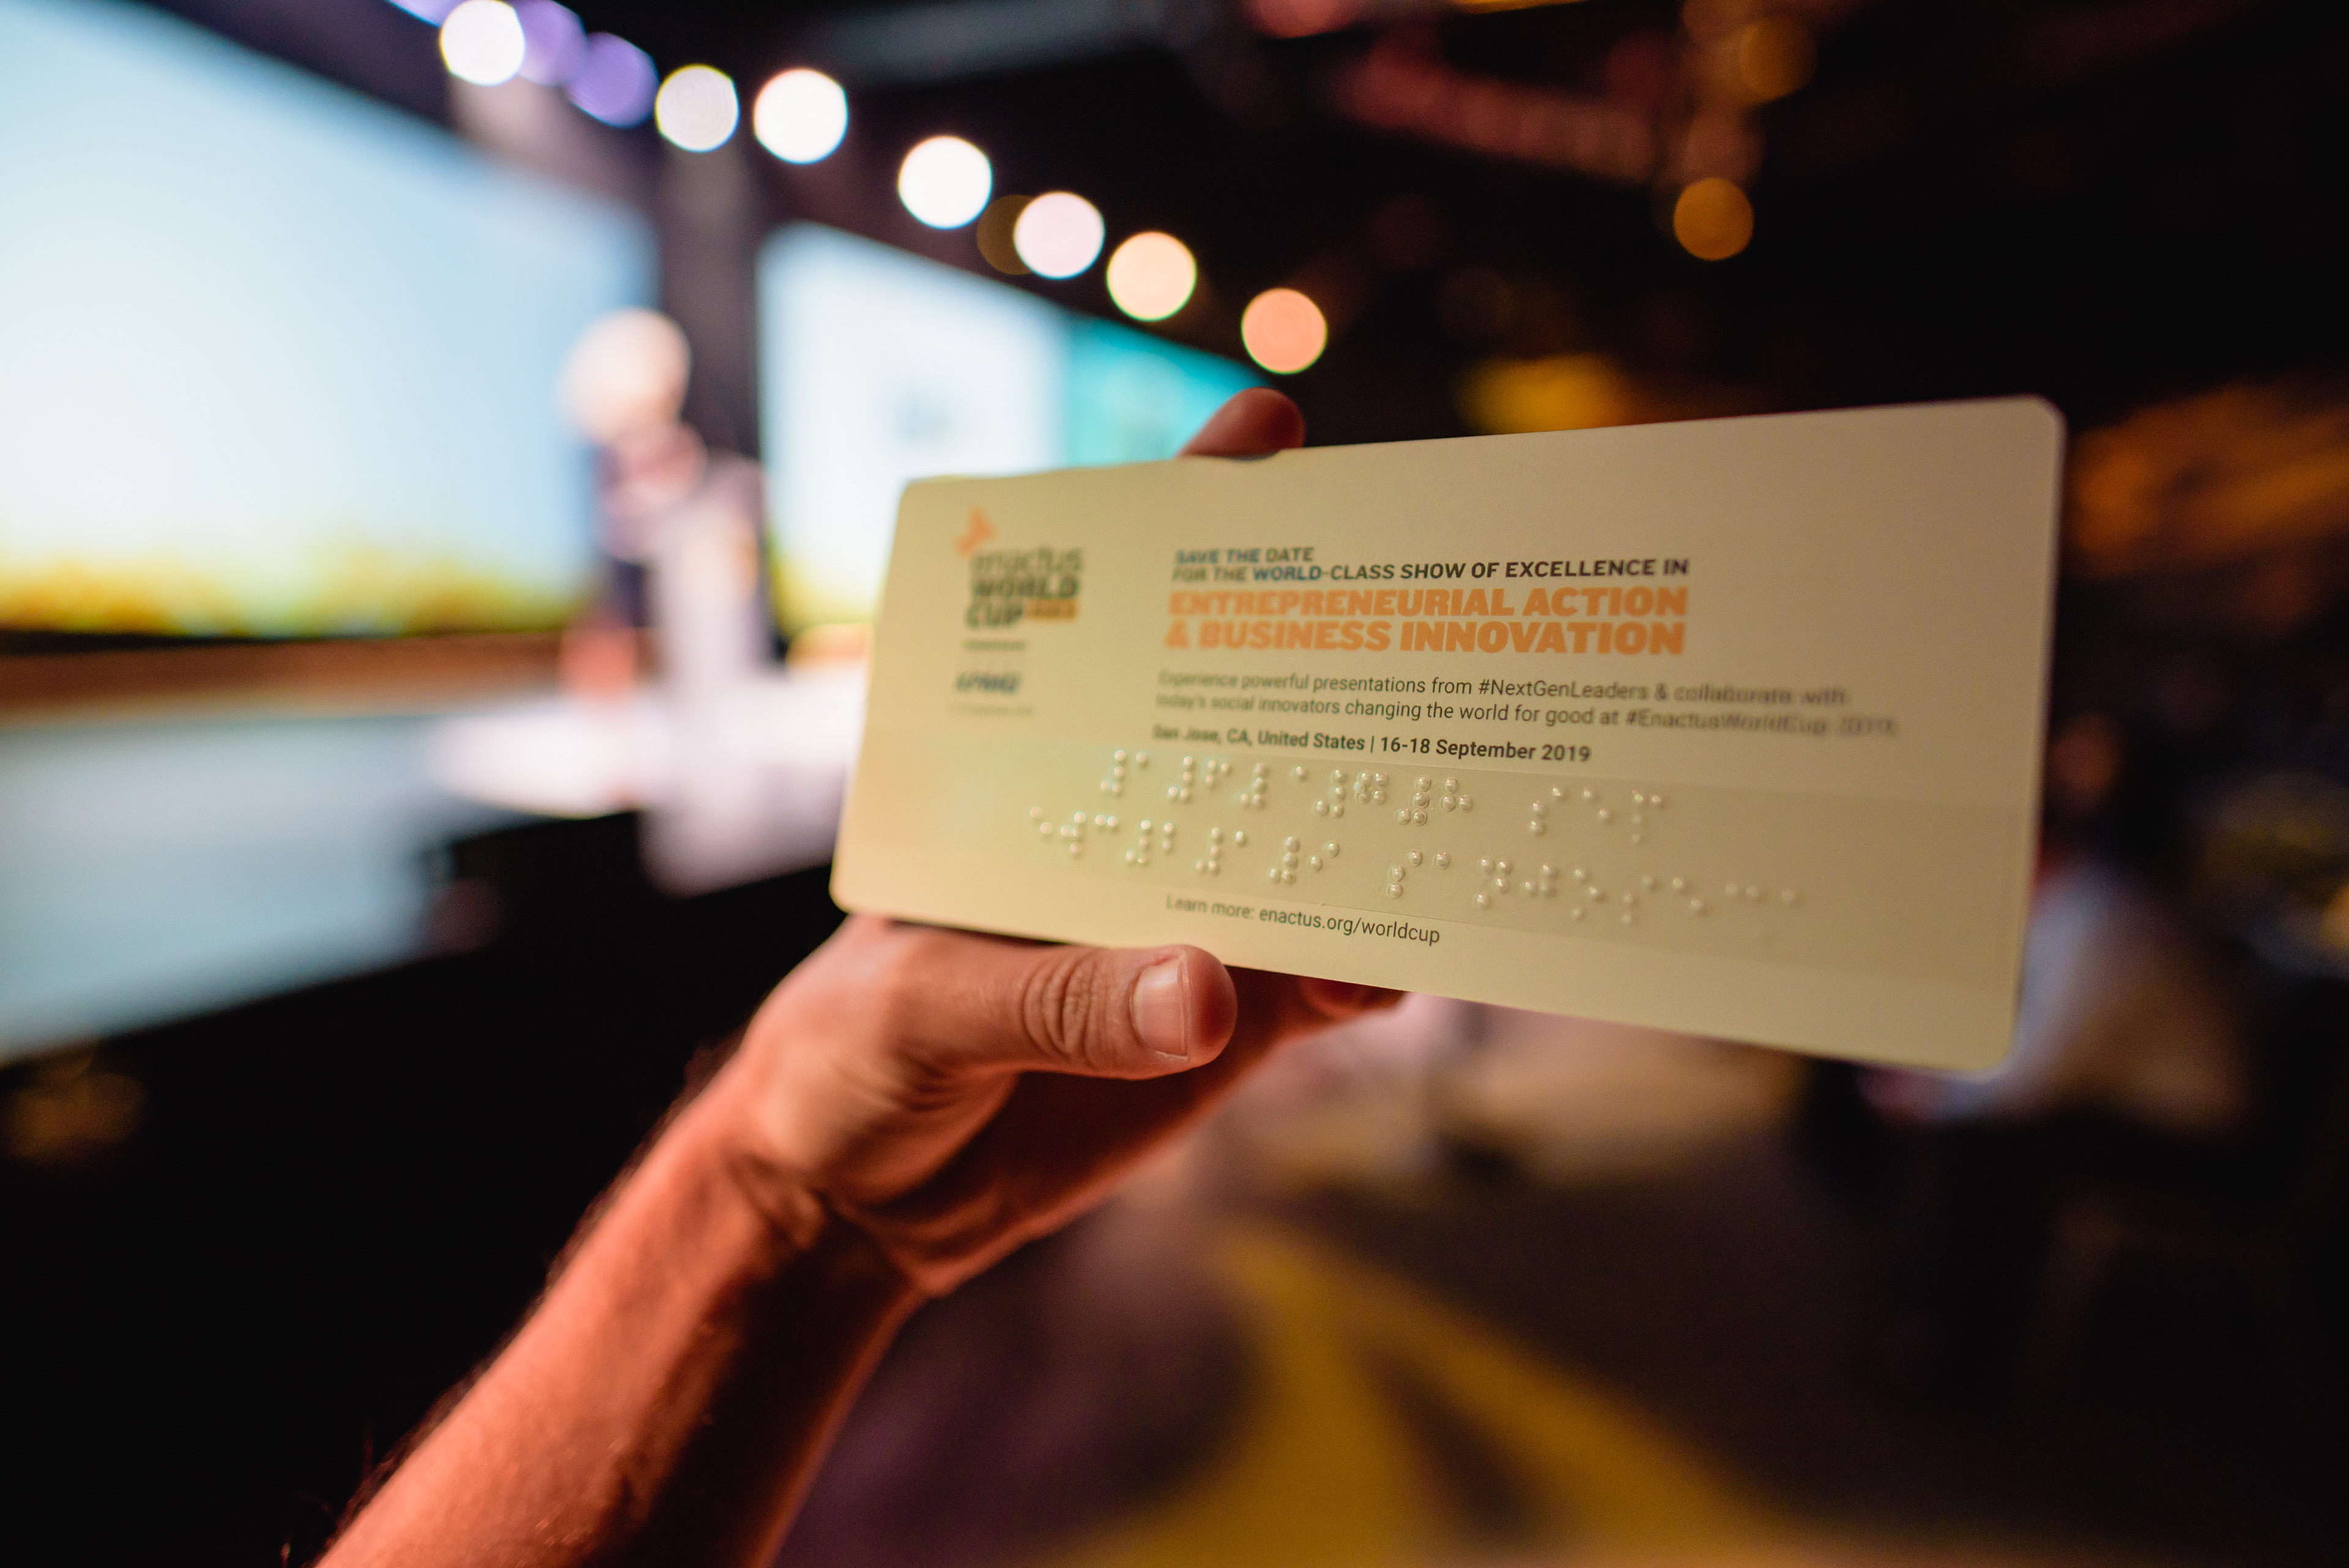 enactus
WORLD
CUP
KPMG
SAVE THE DATE
FOR THE WORLD-CLASS SHOW OF EXCELLENCE IN
ENTREPRENEURIAL ACTION
& BUSINESS INNOVATION
Experience powerful presentations from #NextGenLeaders & collaborate with
today's social innovators changing the world for good at #EnactusWorldCup 2019.
San Jose, CA, United States | 16-18 September 2019
Learn more: enactus.org/worldcup